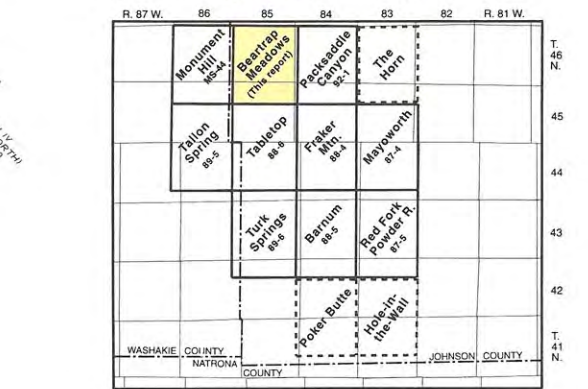 R. 87 W. 86 85 84 83 82 R. 81 W.
T.
46
N.
Monument
Hill
MS-44
Beartrap
Meadows
(This report)
Packsaddle
Canyon
92-1
The
Horn
45
Tallon
Spring
89-5
Tabletop
88-6
Fraker
Mtn.
88-4
Mayoworth
87-4
44
Turk
Springs
89-6
Barnum
88-5
Red Fork
Powder R.
87-5
43
42
Poker Butte
Hole-in-
the-Wall
T.
41
N.
WASHAKIE COUNTY
NATRONA
COUNTY
JOHNSON COUNTY